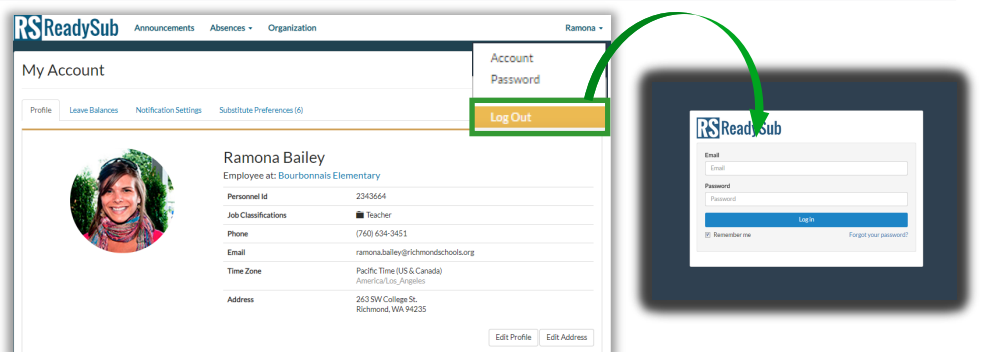 RS ReadySub Announcements Absences Organization Ramona
Account
Password
Log Out
My Account
Profile Leave Balances Notification Settings Substitute Preferences (6)
Ramona Bailey
Employee at: Bourbonnais Elementary
Personnel Id 2343664
Job Classifications Teacher
Phone (760) 634-3451
Email ramona.bailey@richmondschools.org
Time Zone Pacific Time (US & Canada)
America/Los_Angeles
Address 263 SW College St.
Richmond, WA 94235
Edit Profile Edit Address
RS ReadySub
Email
Email
Password
Password
Log In
Remember me Forgot your password?